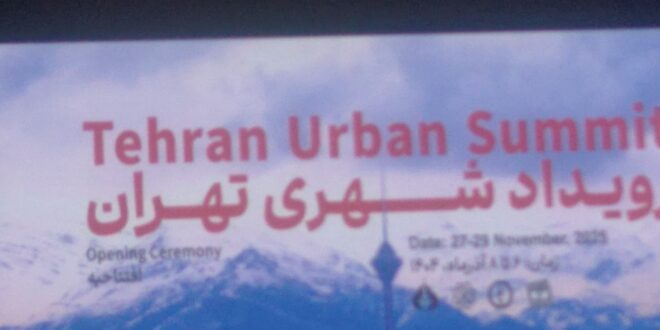 Tehran Urban Summit
رویداد شهری تهران
Opening Ceremony
افتتاحیه
Date: 27-29 November, 2025
زمان: ۶ تا ۸ آذرماه، ۱۴۰۴